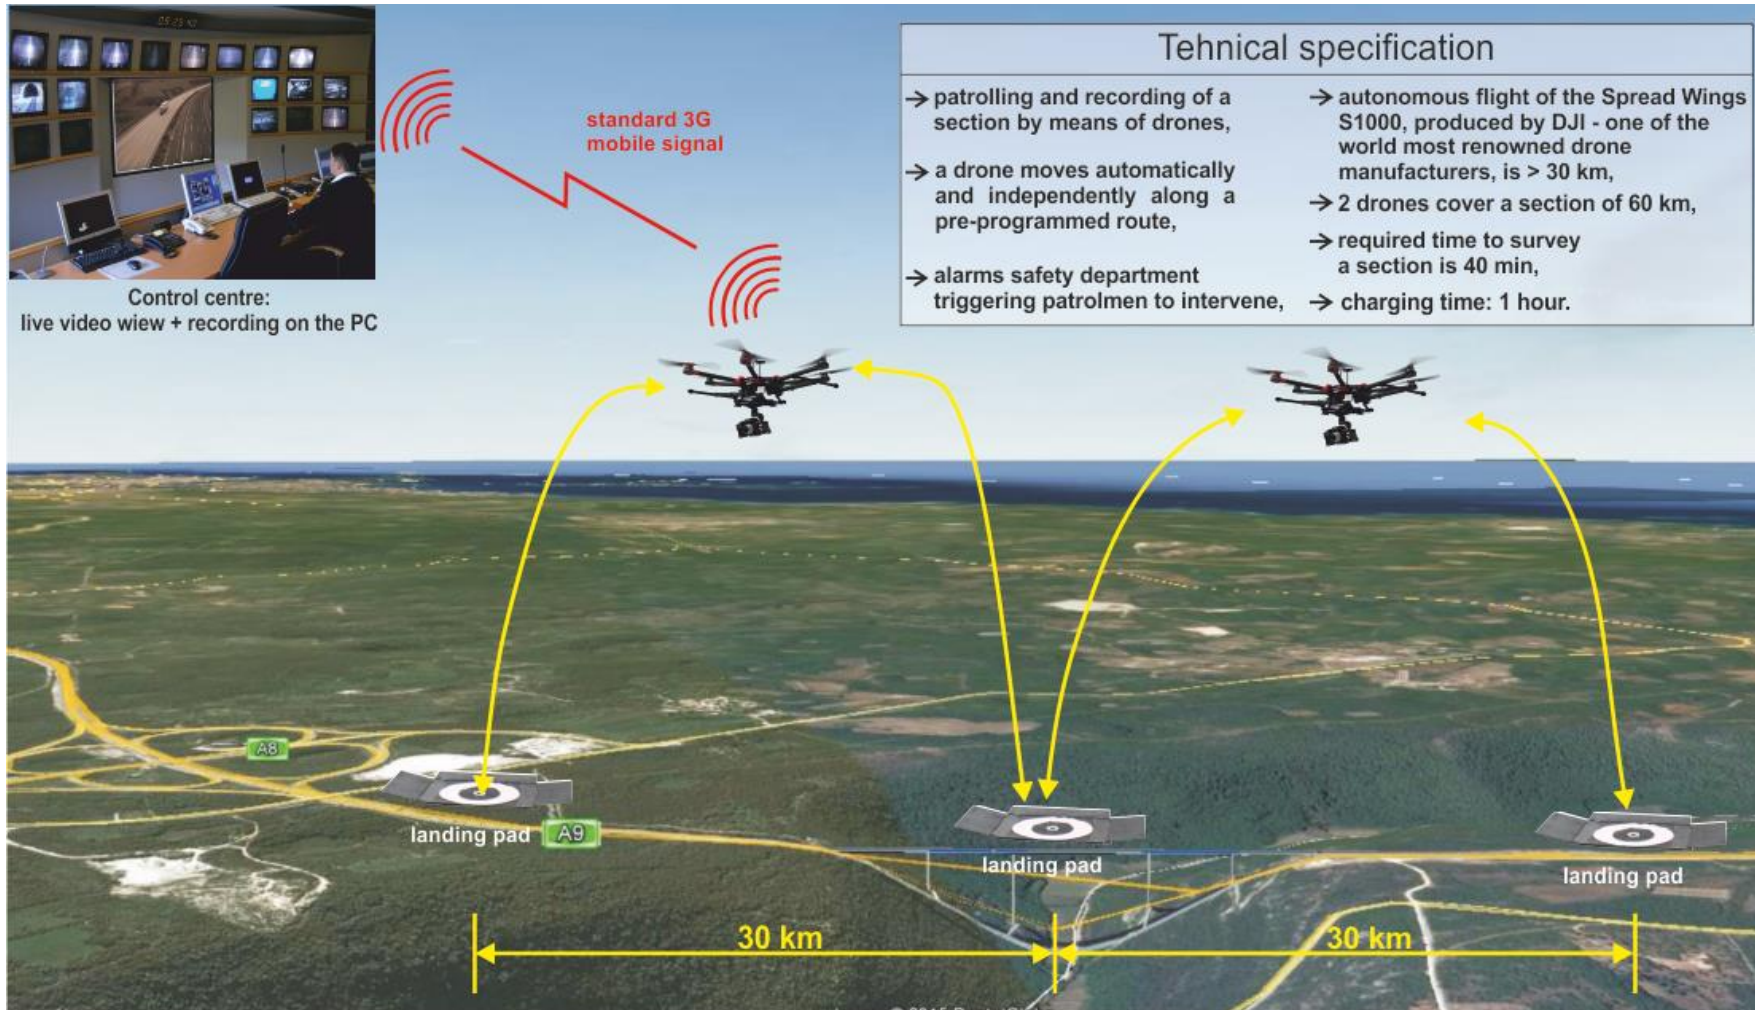 Tehnical specification
→ patrolling and recording of a
section by means of drones,
→ a drone moves automatically
and independently along a
pre-programmed route,
→ alarms safety department
triggering patrolmen to intervene,
→ autonomous flight of the Spread Wings
S1000, produced by DJI - one of the
world most renowned drone
manufacturers, is > 30 km,
→ 2 drones cover a section of 60 km,
→ required time to survey
a section is 40 min,
→ charging time: 1 hour.
standard 3G
mobile signal
Control centre:
live video wiew + recording on the PC
A8
landing pad
A9
landing pad
landing pad
30 km
30 km